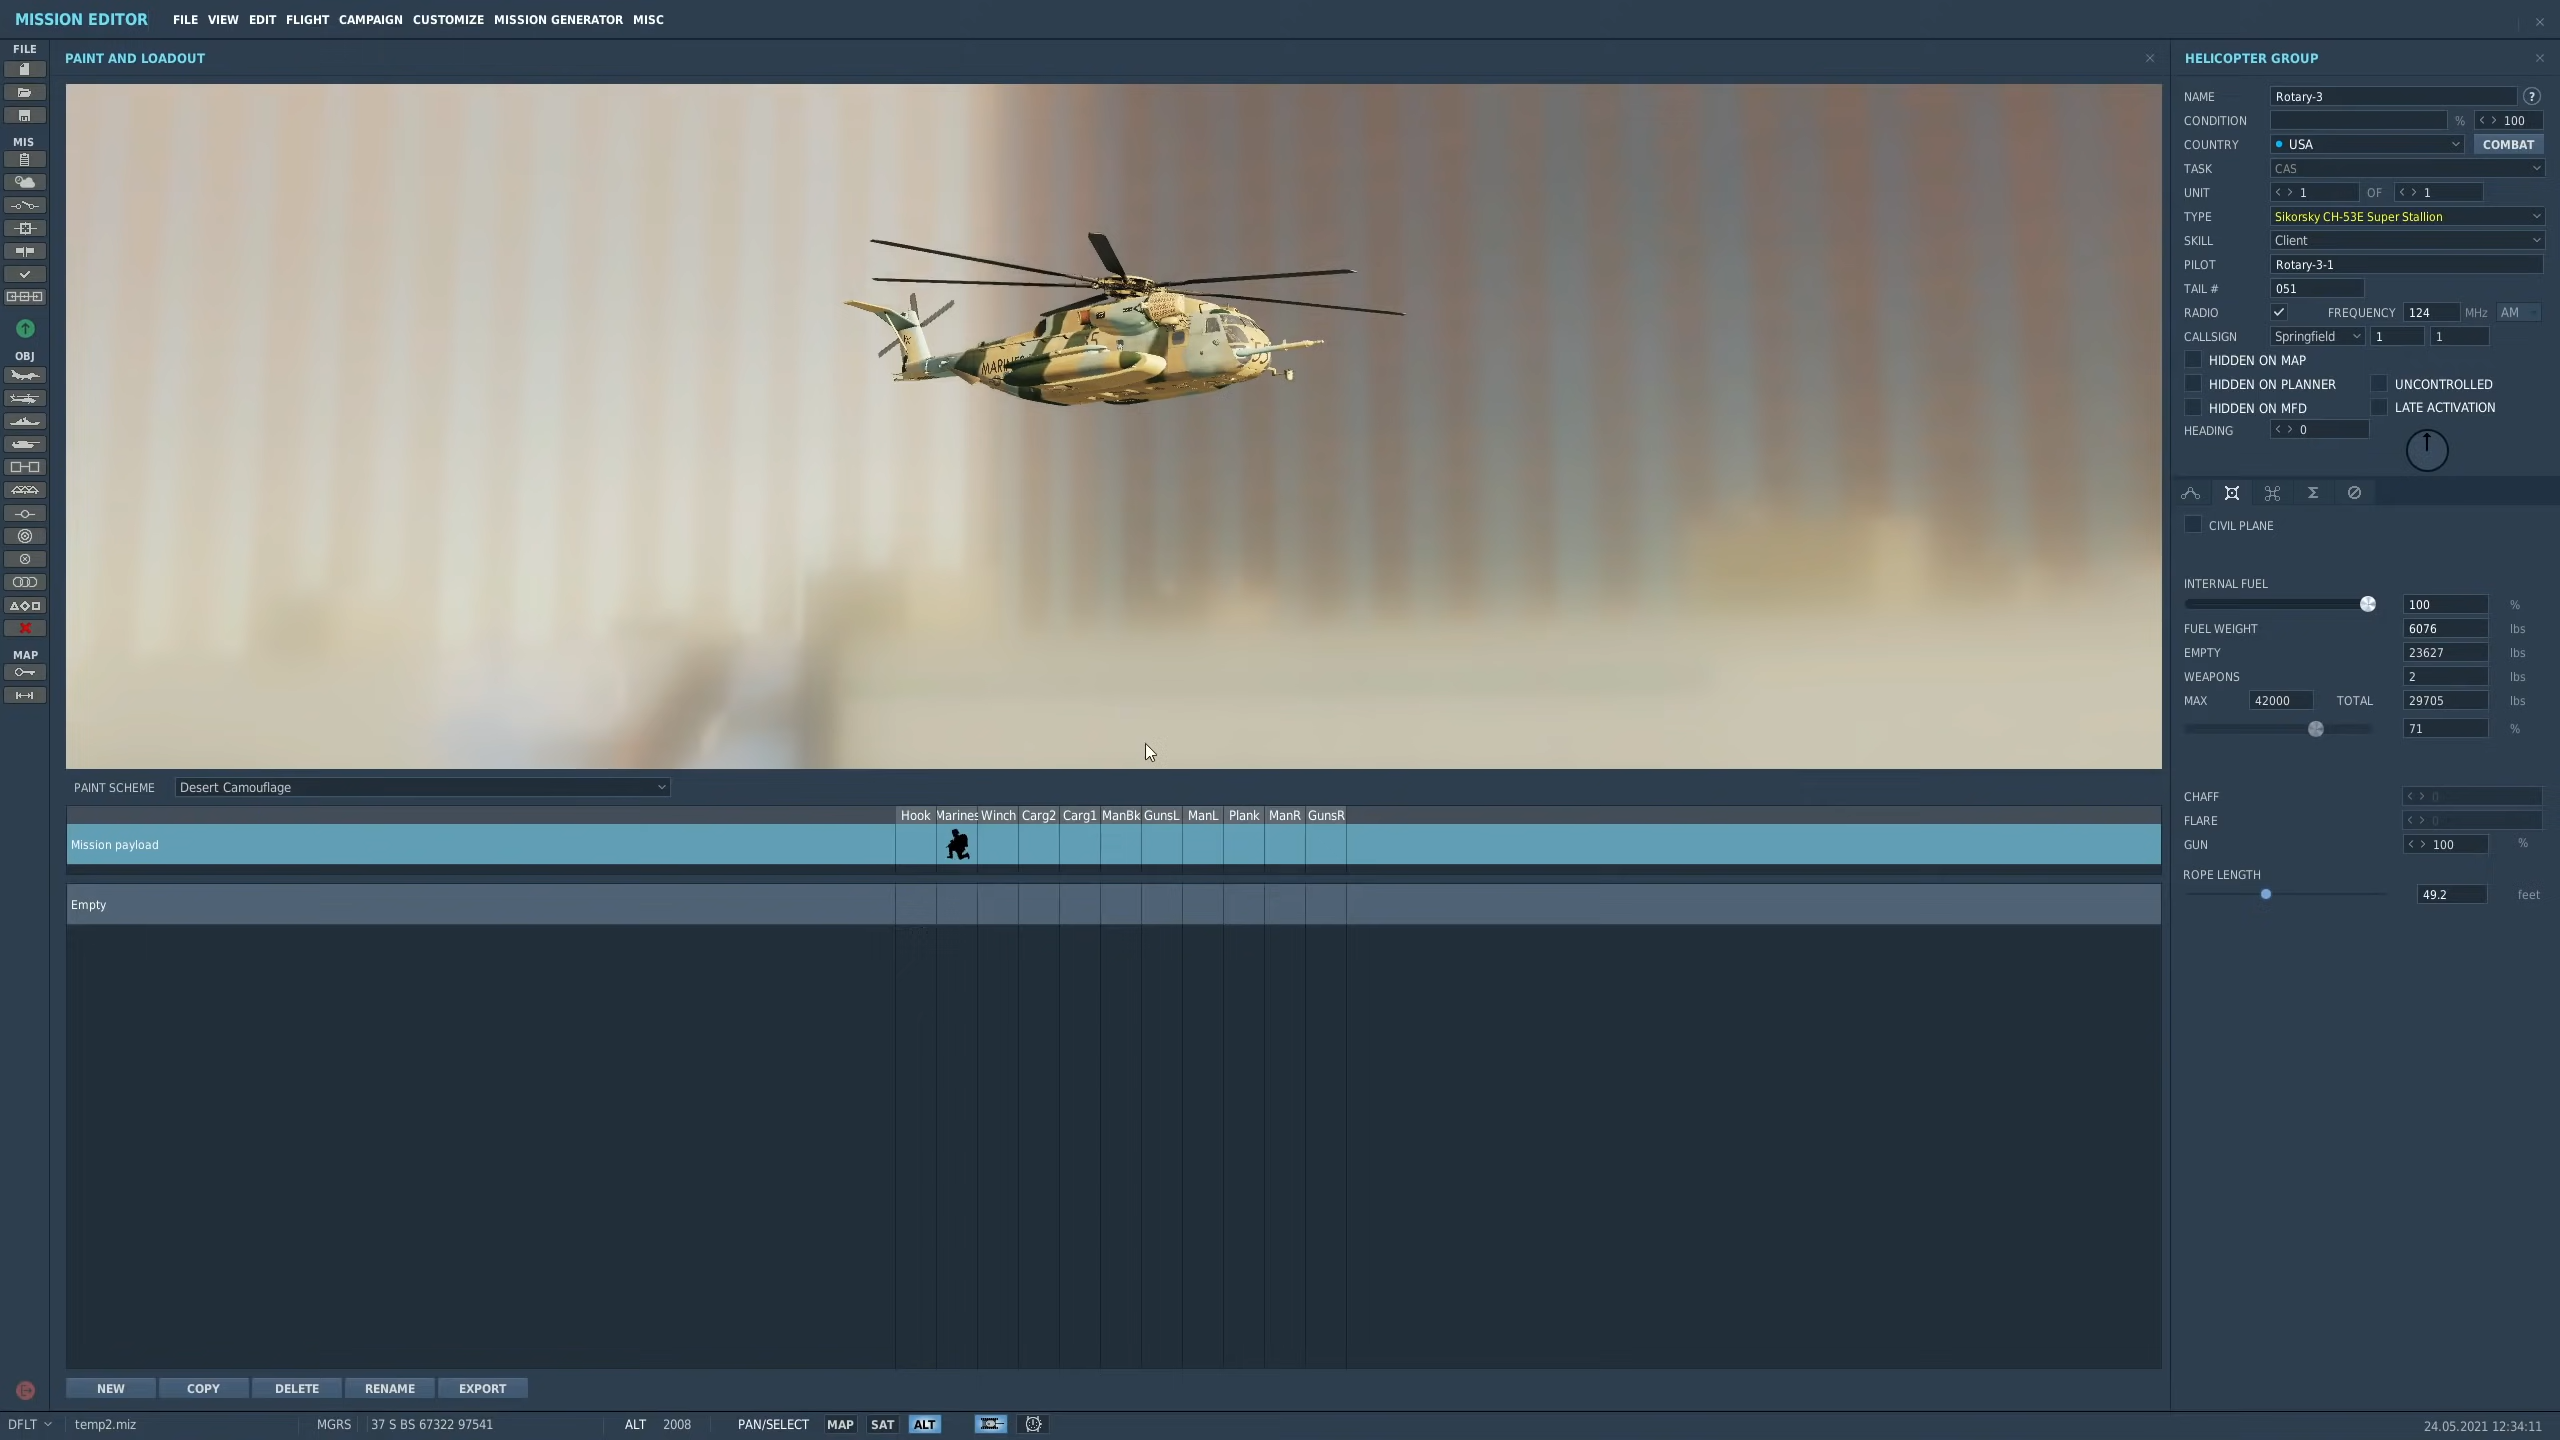 MISSION EDITOR FILE VIEW EDIT FLIGHT CAMPAIGN CUSTOMIZE MISSION GENERATOR MISC
FILE
MIS
OBJ
MAP
PAINT AND LOADOUT
MARINES
PAINT SCHEME Desert Camouflage
Hook Marines Winch Carg2 Carg1 ManBk GunsL ManL Plank ManR GunsR
Mission payload
Empty
NEW COPY DELETE RENAME EXPORT
HELICOPTER GROUP
NAME Rotary-3 ?
CONDITION % 100
COUNTRY USA COMBAT
TASK CAS
UNIT 1 OF 1
TYPE Sikorsky CH-53E Super Stallion
SKILL Client
PILOT Rotary-3-1
TAIL # 051
RADIO FREQUENCY 124 MHz AM
CALLSIGN Springfield 1 1
HIDDEN ON MAP
HIDDEN ON PLANNER UNCONTROLLED
HIDDEN ON MFD LATE ACTIVATION
HEADING 0
CIVIL PLANE
INTERNAL FUEL
100 %
FUEL WEIGHT 6076 lbs
EMPTY 23627 lbs
WEAPONS 2 lbs
MAX 42000 TOTAL 29705 lbs
71 %
CHAFF 0
FLARE 0
GUN 100 %
ROPE LENGTH
49.2 feet
DFLT temp2.miz MGRS 37 S BS 67322 97541 ALT 2008 PAN/SELECT MAP SAT ALT 24.05.2021 12:34:11